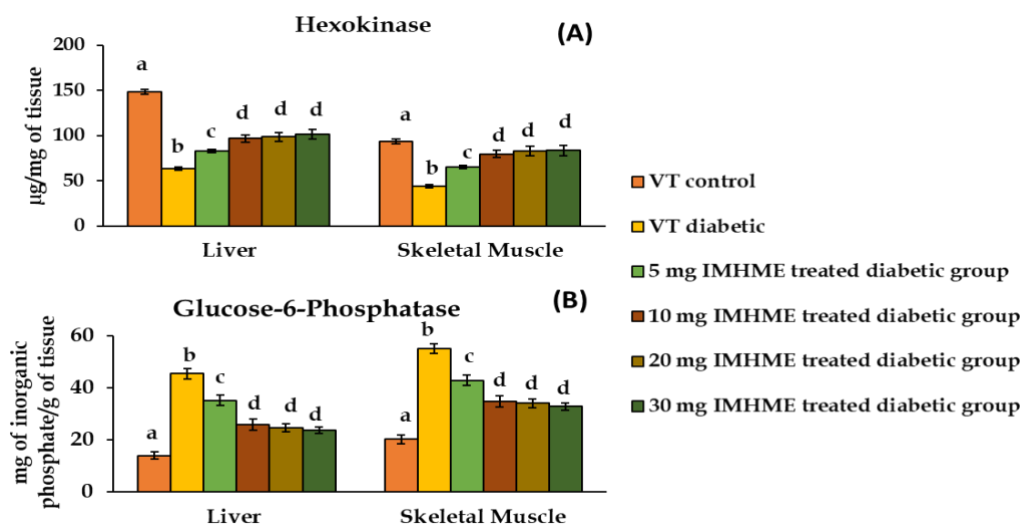 Hexokinase
(A)
µg/mg of tissue
200
150
100
50
0
a
b
c
d
d
d
a
b
c
d
d
d
Liver
Skeletal Muscle
Glucose-6-Phosphatase
(B)
mg of inorganic
phosphate/g of tissue
60
40
20
0
a
b
c
d
d
d
a
b
c
d
d
d
Liver
Skeletal Muscle
VT control
VT diabetic
5 mg IMHME treated diabetic group
10 mg IMHME treated diabetic group
20 mg IMHME treated diabetic group
30 mg IMHME treated diabetic group